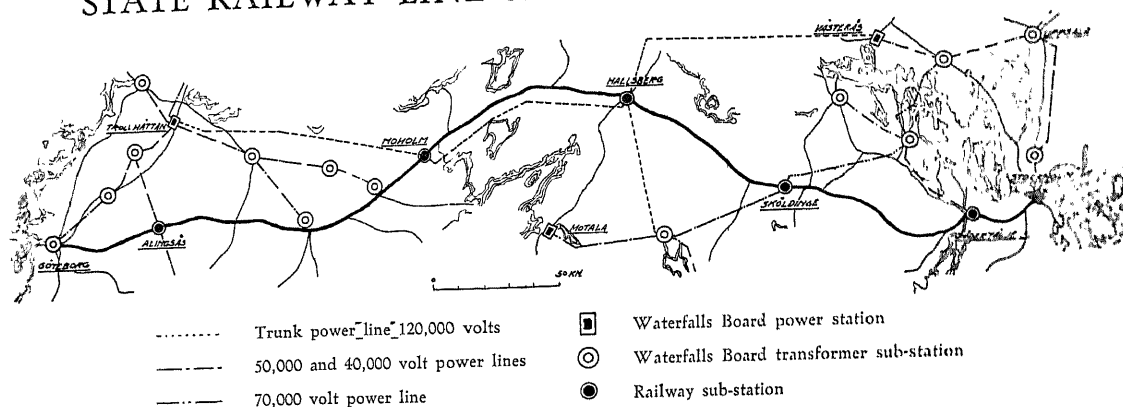 STATE RAILWAY LINE
VÄSTERÅS
HALLSBERG
TROLLHÄTTAN
MOHOLM
SKÖLDINGE
MOTALA
ALINGSÅS
GÖTEBORG
0
50 KM.
Trunk power line 120,000 volts
50,000 and 40,000 volt power lines
70,000 volt power line
Waterfalls Board power station
Waterfalls Board transformer sub-station
Railway sub-station